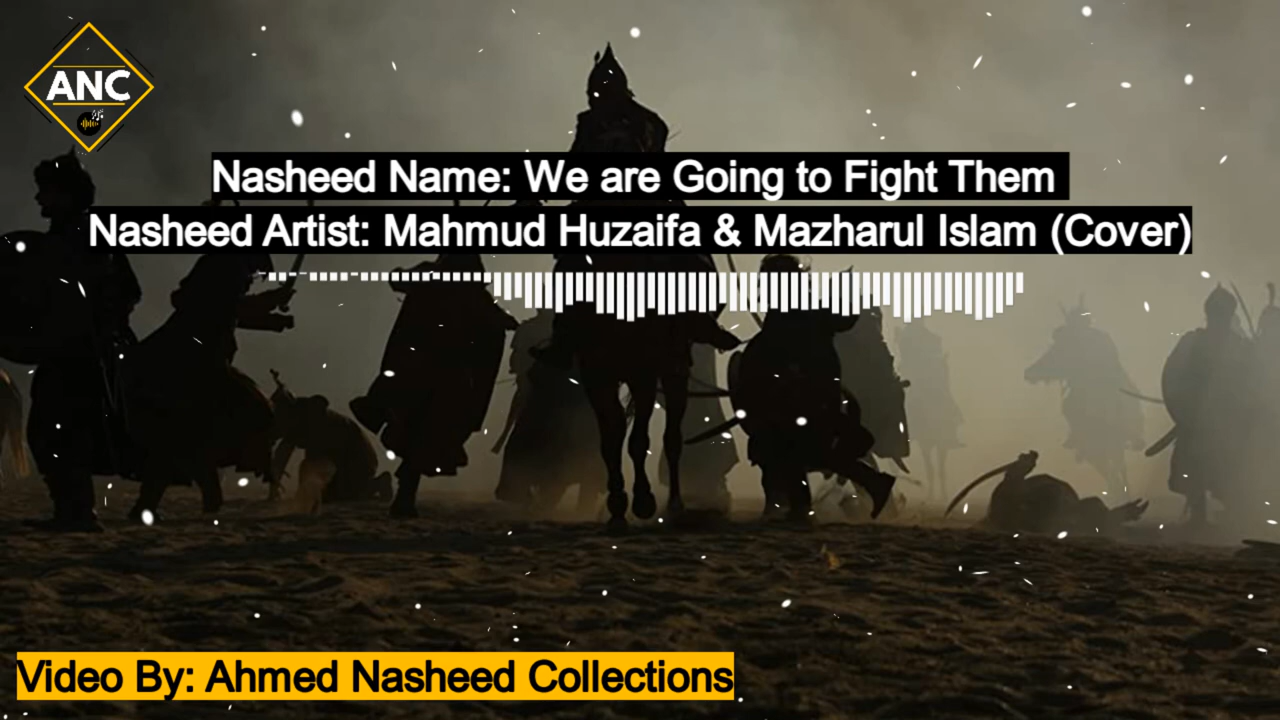 ANC
Nasheed Name: We are Going to Fight Them
Nasheed Artist: Mahmud Huzaifa & Mazharul Islam (Cover)
Video By: Ahmed Nasheed Collections